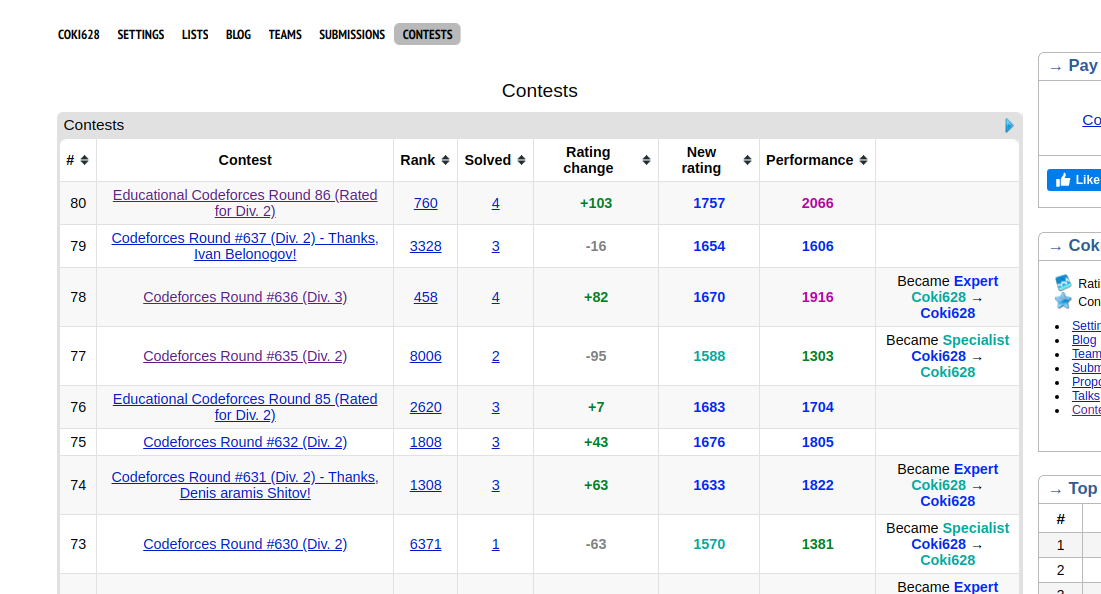 COKI628 SETTINGS LISTS BLOG TEAMS SUBMISSIONS CONTESTS
Contests
Contests
# Contest Rank Solved Rating change New rating Performance
80 Educational Codeforces Round 86 (Rated for Div. 2) 760 4 +103 1757 2066
79 Codeforces Round #637 (Div. 2) - Thanks, Ivan Belonogov! 3328 3 -16 1654 1606
78 Codeforces Round #636 (Div. 3) 458 4 +82 1670 1916 Became Expert Coki628 → Coki628
77 Codeforces Round #635 (Div. 2) 8006 2 -95 1588 1303 Became Specialist Coki628 → Coki628
76 Educational Codeforces Round 85 (Rated for Div. 2) 2620 3 +7 1683 1704
75 Codeforces Round #632 (Div. 2) 1808 3 +43 1676 1805
74 Codeforces Round #631 (Div. 2) - Thanks, Denis aramis Shitov! 1308 3 +63 1633 1822 Became Expert Coki628 → Coki628
73 Codeforces Round #630 (Div. 2) 6371 1 -63 1570 1381 Became Specialist Coki628 → Coki628
Became Expert
→ Pay
Co
Like
→ Coki
Rati
Con
Settin
Blog
Team
Subm
Propo
Talks
Conte
→ Top
#
1
2